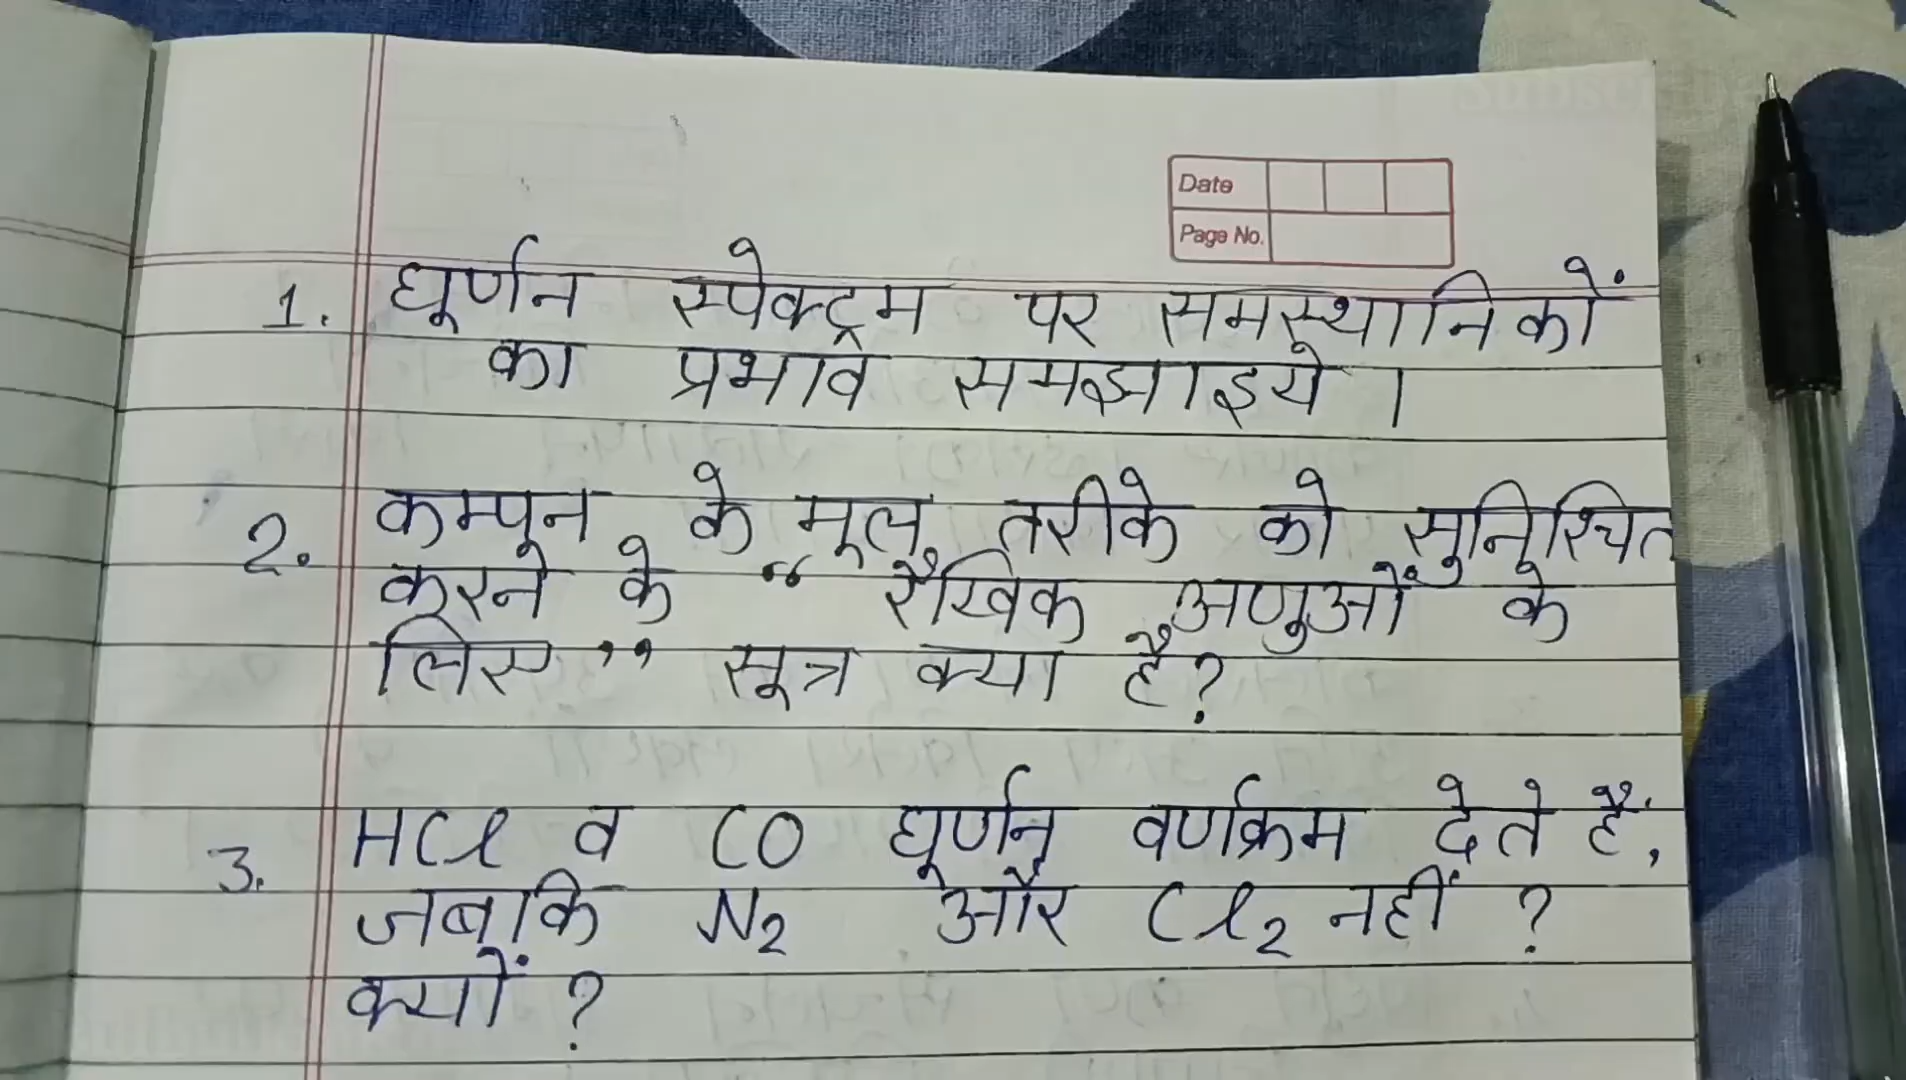 Date
Page No.
1. घूर्णन स्पेक्ट्रम पर समस्थानिकों
का प्रभाव समझाइये ।
2. कम्पन के मूल तरीके को सुनिश्चित
करने के “ रैखिक अणुओं के
लिए ” सूत्र क्या है?
3. HCl व CO घूर्णन वर्णक्रम देते हैं,
जबकि N2 और Cl2 नहीं ?
क्यों ?